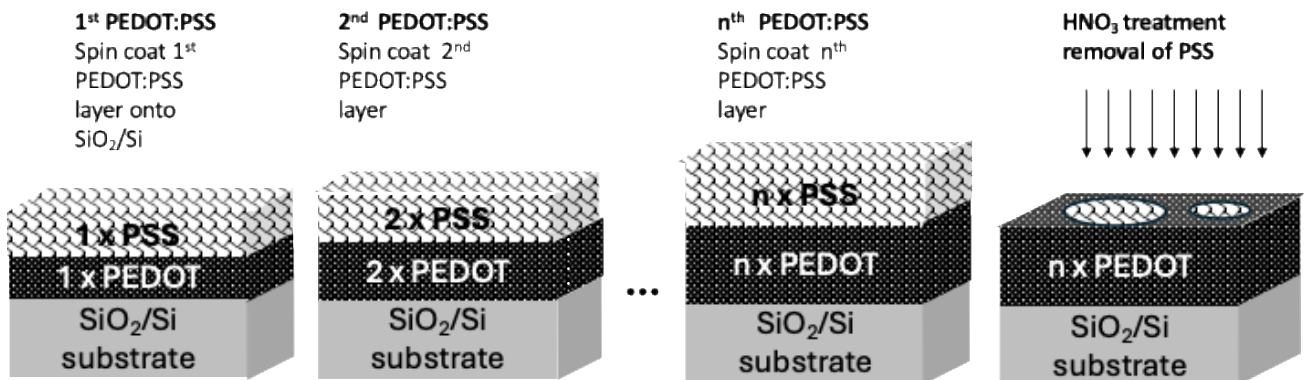 1ˢᵗ PEDOT:PSS
Spin coat 1ˢᵗ
PEDOT:PSS
layer onto
SiO₂/Si
2ⁿᵈ PEDOT:PSS
Spin coat 2ⁿᵈ
PEDOT:PSS
layer
nᵗʰ PEDOT:PSS
Spin coat nᵗʰ
PEDOT:PSS
layer
HNO₃ treatment
removal of PSS
1 x PSS
1 x PEDOT
SiO₂/Si
substrate
2 x PSS
2 x PEDOT
SiO₂/Si
substrate
...
n x PSS
n x PEDOT
SiO₂/Si
substrate
n x PEDOT
SiO₂/Si
substrate